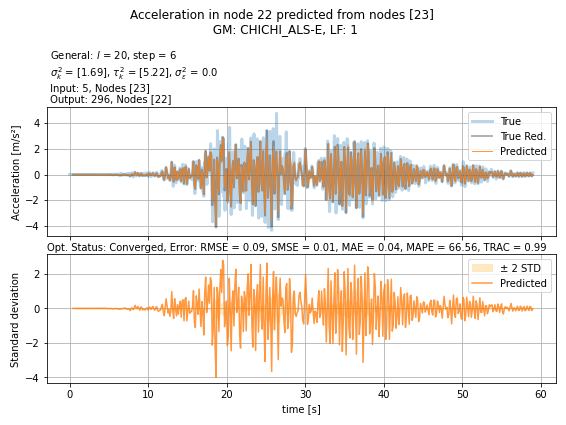 Acceleration in node 22 predicted from nodes [23]
GM: CHICHI_ALS-E, LF: 1
General: l = 20, step = 6
σ²ₖ = [1.69], τ²ₖ = [5.22], σ²ε = 0.0
Input: 5, Nodes [23]
Output: 296, Nodes [22]
Acceleration [m/s²]
4
2
0
−2
−4
True
True Red.
Predicted
Opt. Status: Converged, Error: RMSE = 0.09, SMSE = 0.01, MAE = 0.04, MAPE = 66.56, TRAC = 0.99
Standard deviation
2
0
−2
−4
± 2 STD
Predicted
0 10 20 30 40 50 60
time [s]